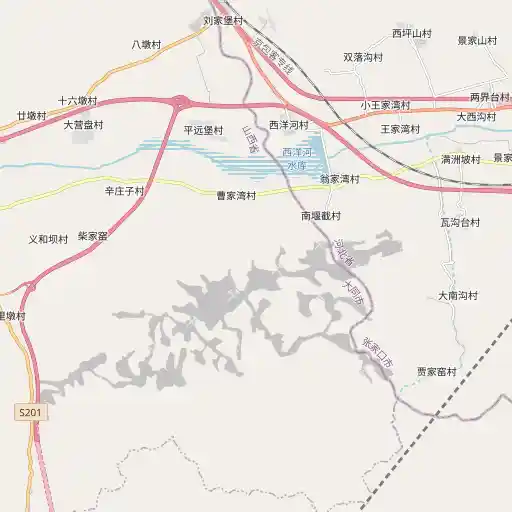 刘家堡村
西坪山村
八墩村
京包客专线
双落沟村
景家山村
十六墩村
两界台村
小王家湾村
廿墩村
大营盘村
平远堡村
西洋河村
王家湾村
大西沟村
山西省
西洋河
水库
满洲坡村
景家
翁家湾村
辛庄子村
曹家湾村
南堰截村
瓦沟台村
义和坝村
柴家窑
河北省
大同市
大南沟村
里墩村
张家口市
贾家窑村
S201